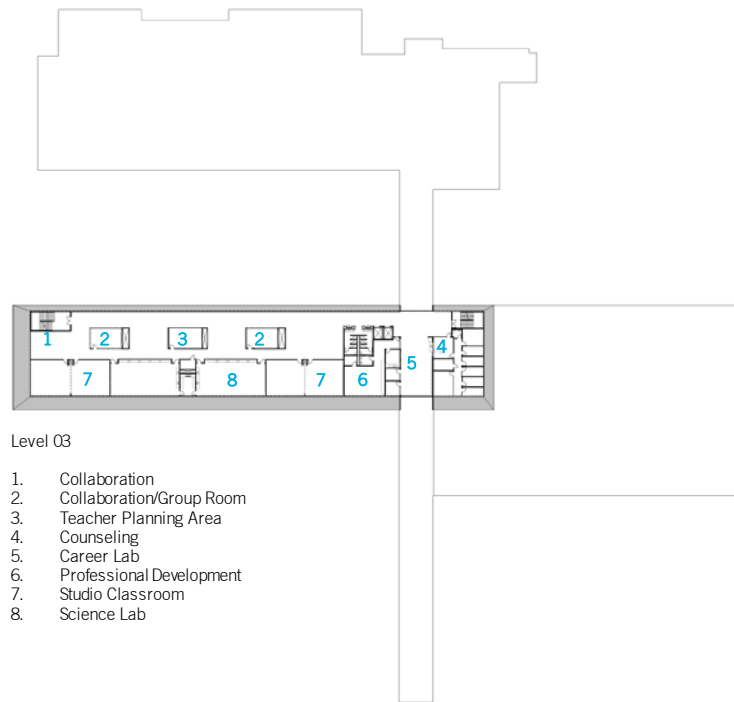 1 2 3 2 4
7 8 7 6 5
Level 03
1. Collaboration
2. Collaboration/Group Room
3. Teacher Planning Area
4. Counseling
5. Career Lab
6. Professional Development
7. Studio Classroom
8. Science Lab